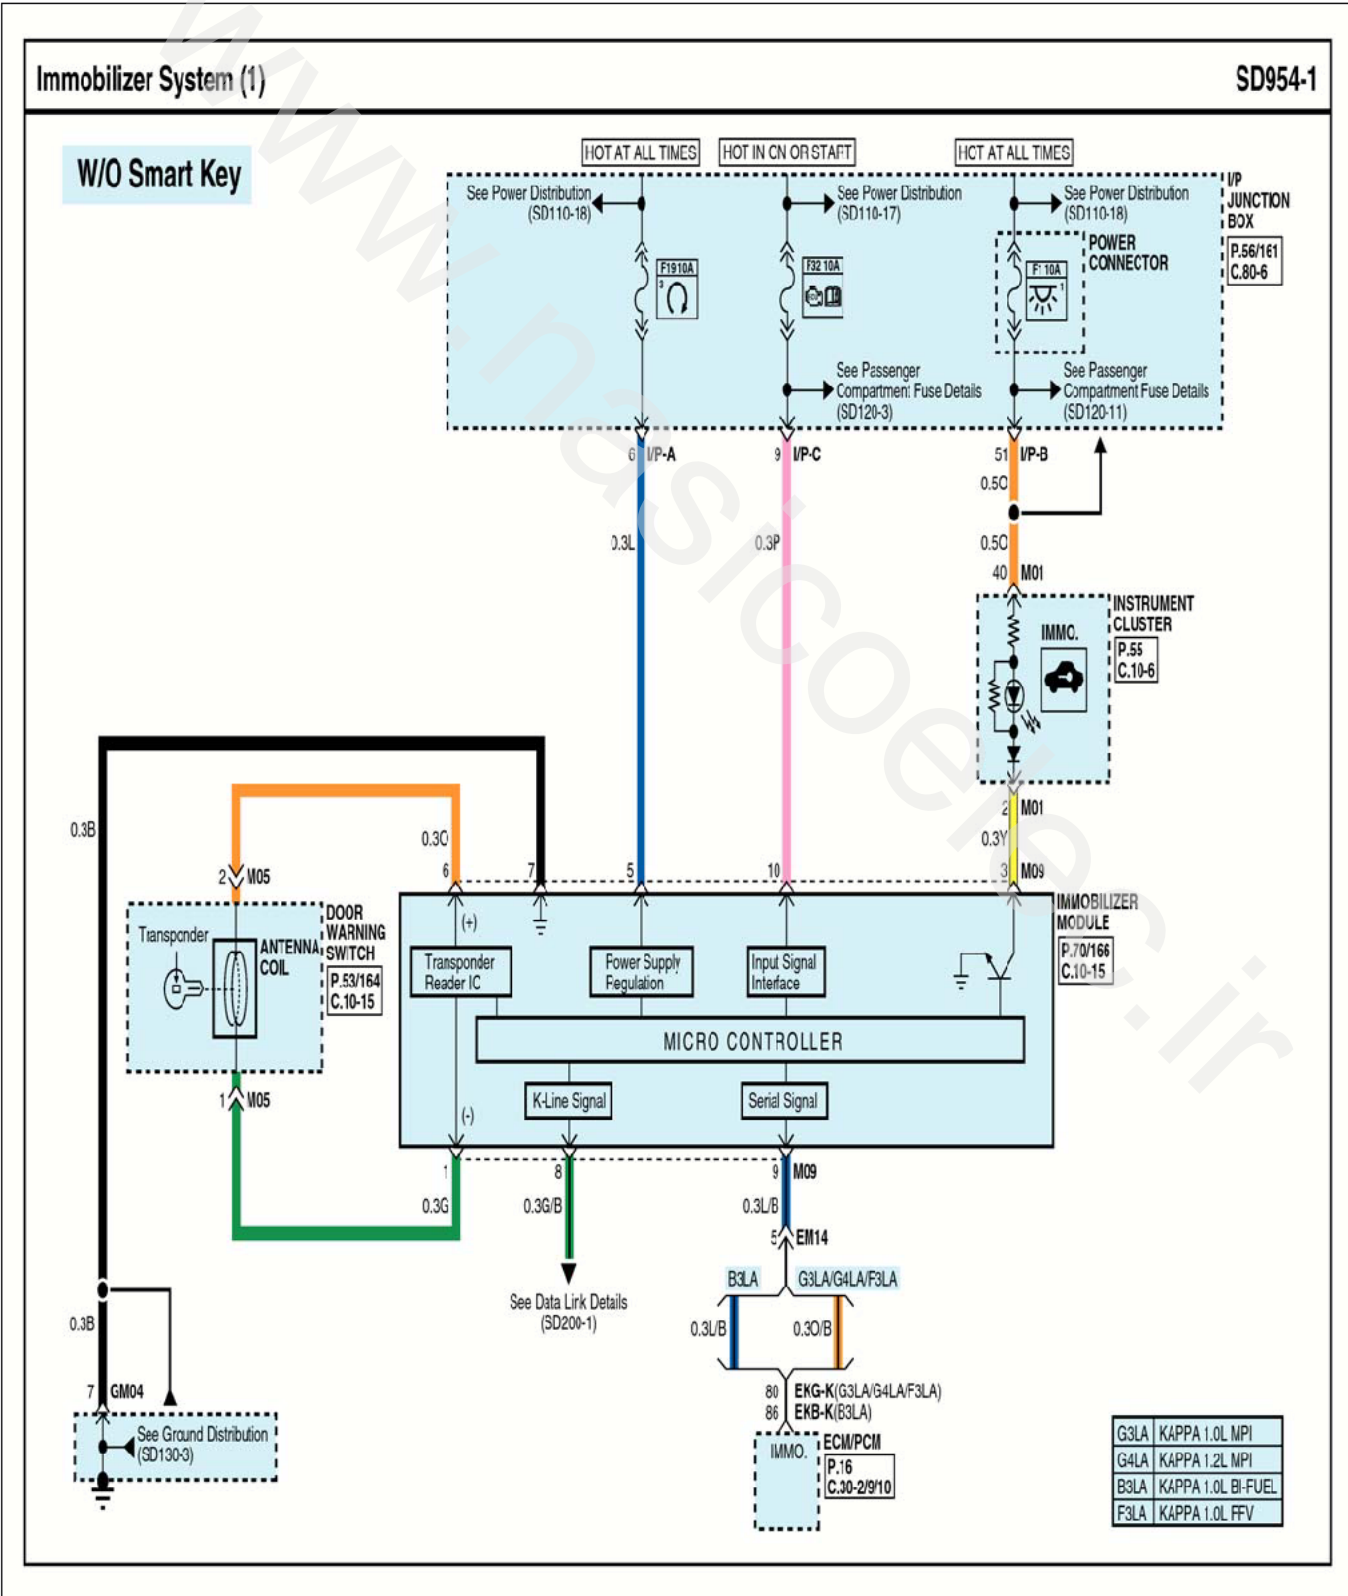 Immobilizer System (1)
SD954-1
W/O Smart Key
HOT AT ALL TIMES
HOT IN ON OR START
HOT AT ALL TIMES
See Power Distribution
(SD110-18)
See Power Distribution
(SD110-17)
See Power Distribution
(SD110-18)
I/P
JUNCTION
BOX
P.56/161
C.80-6
POWER
CONNECTOR
F19 10A
3
F32 10A
F1 10A
1
See Passenger
Compartment Fuse Details
(SD120-3)
See Passenger
Compartment Fuse Details
(SD120-11)
6 I/P-A
9 I/P-C
51 I/P-B
0.5O
0.3L
0.3P
0.5O
40 M01
INSTRUMENT
CLUSTER
P.55
C.10-6
IMMO.
2 M01
0.3B
0.3O
0.3Y
2 M05
6
7
5
10
3 M09
DOOR
WARNING
SWITCH
P.53/164
C.10-15
Transponder
ANTENNA
COIL
IMMOBILIZER
MODULE
P.70/166
C.10-15
(+)
Transponder
Reader IC
Power Supply
Regulation
Input Signal
Interface
MICRO CONTROLLER
K-Line Signal
Serial Signal
(-)
1 M05
1
8
9 M09
0.3G
0.3G/B
0.3L/B
5 EM14
See Data Link Details
(SD200-1)
B3LA
G3LA/G4LA/F3LA
0.3L/B
0.3O/B
0.3B
7 GM04
See Ground Distribution
(SD130-3)
80 EKG-K(G3LA/G4LA/F3LA)
86 EKB-K(B3LA)
IMMO.
ECM/PCM
P.16
C.30-2/9/10
G3LA KAPPA 1.0L MPI
G4LA KAPPA 1.2L MPI
B3LA KAPPA 1.0L BI-FUEL
F3LA KAPPA 1.0L FFV
www.nasicoelec.ir